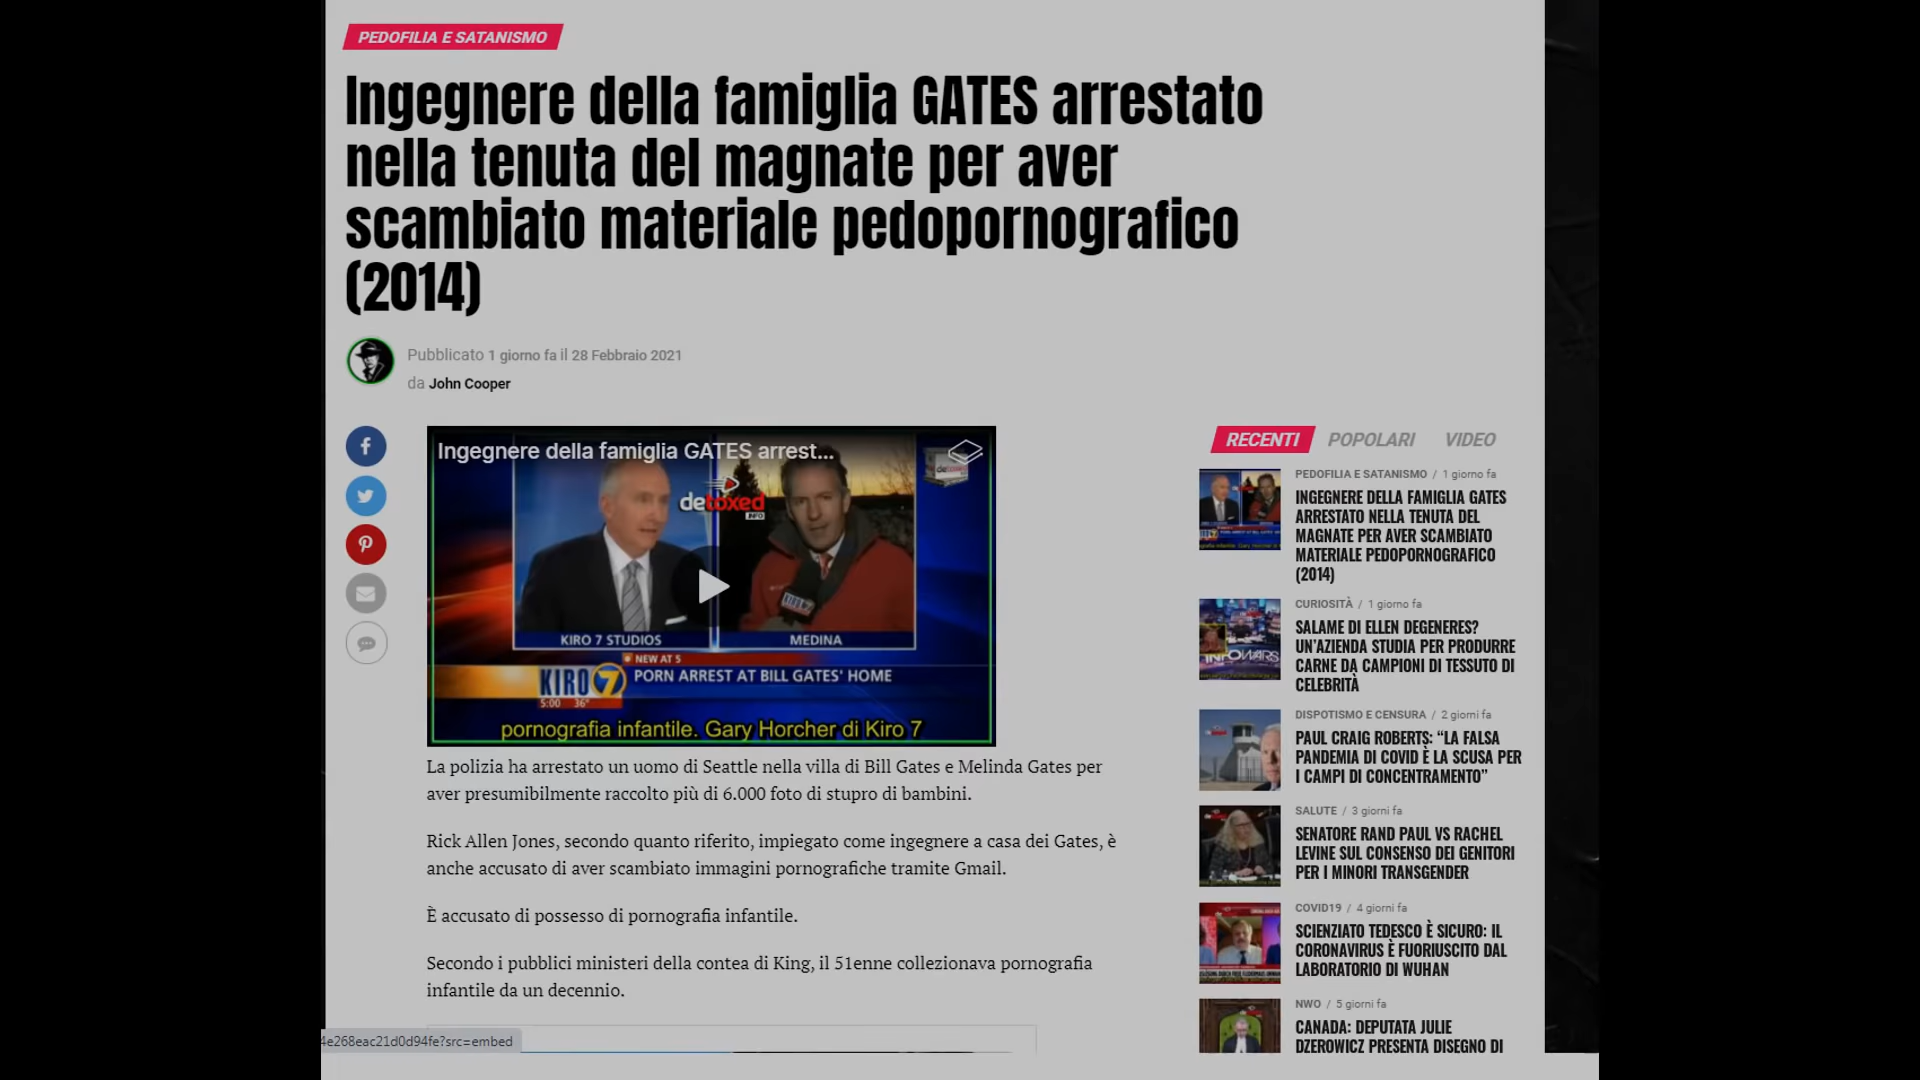 PEDOFILIA E SATANISMO
Ingegnere della famiglia GATES arrestato
nella tenuta del magnate per aver
scambiato materiale pedopornografico
(2014)
Pubblicato 1 giorno fa il 28 Febbraio 2021
da John Cooper
Ingegnere della famiglia GATES arrest...
detoxed
INFO
KIRO 7 STUDIOS
MEDINA
NEW AT 5
KIRO 7
PORN ARREST AT BILL GATES' HOME
5:00 36°
pornografia infantile. Gary Horcher di Kiro 7
La polizia ha arrestato un uomo di Seattle nella villa di Bill Gates e Melinda Gates per
aver presumibilmente raccolto più di 6.000 foto di stupro di bambini.
Rick Allen Jones, secondo quanto riferito, impiegato come ingegnere a casa dei Gates, è
anche accusato di aver scambiato immagini pornografiche tramite Gmail.
È accusato di possesso di pornografia infantile.
Secondo i pubblici ministeri della contea di King, il 51enne collezionava pornografia
infantile da un decennio.
4e268eac21d0d94fe?src=embed
RECENTI POPOLARI VIDEO
PEDOFILIA E SATANISMO / 1 giorno fa
INGEGNERE DELLA FAMIGLIA GATES
ARRESTATO NELLA TENUTA DEL
MAGNATE PER AVER SCAMBIATO
MATERIALE PEDOPORNOGRAFICO
(2014)
CURIOSITÀ / 1 giorno fa
SALAME DI ELLEN DEGENERES?
UN'AZIENDA STUDIA PER PRODURRE
CARNE DA CAMPIONI DI TESSUTO DI
CELEBRITÀ
INFOWARS
DISPOTISMO E CENSURA / 2 giorni fa
PAUL CRAIG ROBERTS: “LA FALSA
PANDEMIA DI COVID È LA SCUSA PER
I CAMPI DI CONCENTRAMENTO”
SALUTE / 3 giorni fa
SENATORE RAND PAUL VS RACHEL
LEVINE SUL CONSENSO DEI GENITORI
PER I MINORI TRANSGENDER
COVID19 / 4 giorni fa
SCIENZIATO TEDESCO È SICURO: IL
CORONAVIRUS È FUORIUSCITO DAL
LABORATORIO DI WUHAN
NWO / 5 giorni fa
CANADA: DEPUTATA JULIE
DZEROWICZ PRESENTA DISEGNO DI